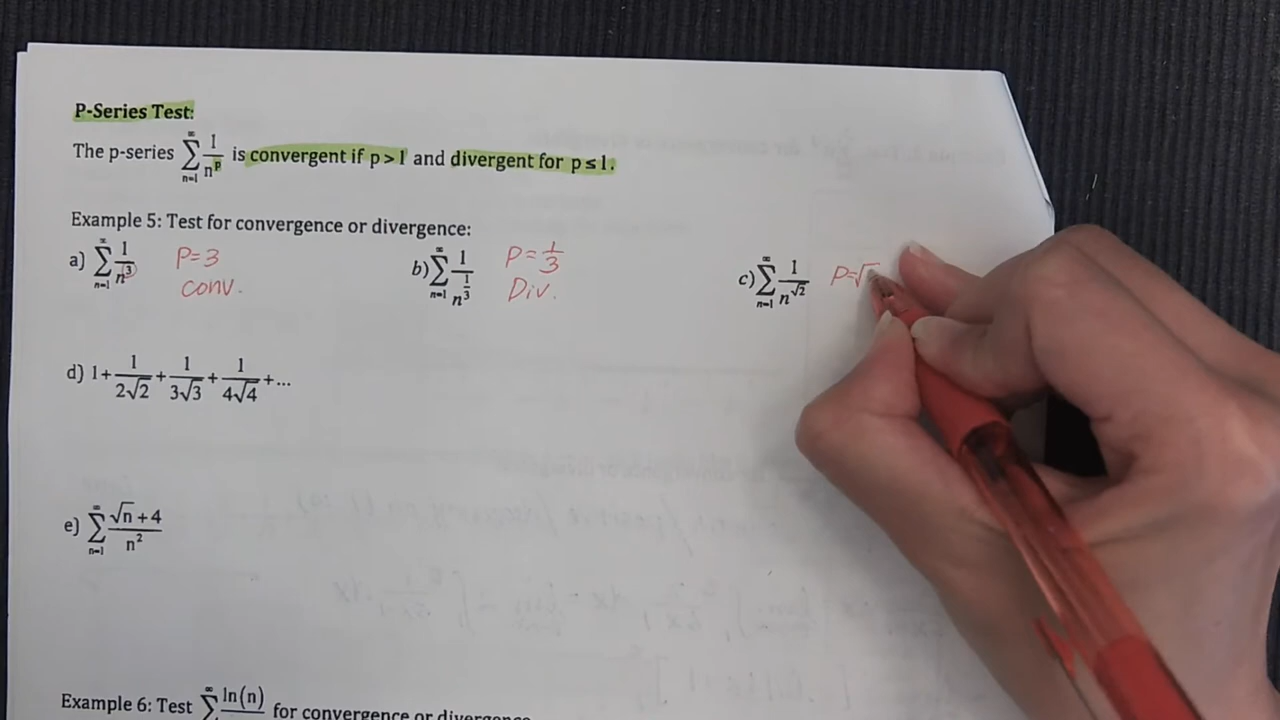 P-Series Test:
The p-series ∑_{n=1}^{∞} 1/n^p is convergent if p > 1 and divergent for p ≤ 1.
Example 5: Test for convergence or divergence:
a) ∑_{n=1}^{∞} 1/n^3 P=3 conv.
b) ∑_{n=1}^{∞} 1/n^{1/3} P=1/3 Div.
c) ∑_{n=1}^{∞} 1/n^{√2} P=√
d) 1+ 1/(2√2) + 1/(3√3) + 1/(4√4) +...
e) ∑_{n=1}^{∞} (√n+4)/n^2
Example 6: Test ∑^{∞} ln(n) for convergence or divergence